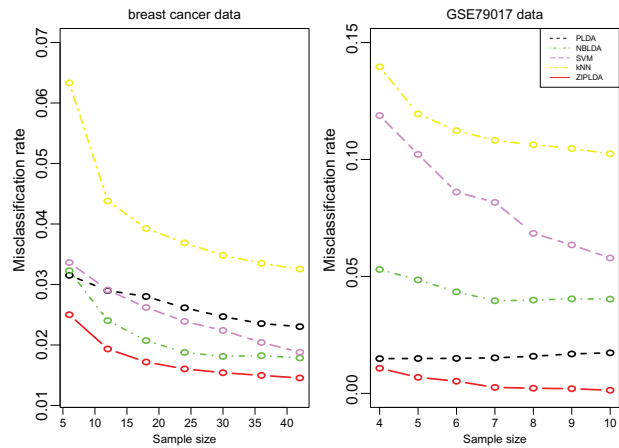 breast cancer data
Misclassification rate
0.07
0.06
0.05
0.04
0.03
0.02
0.01
5 10 15 20 25 30 35 40
Sample size
GSE79017 data
Misclassification rate
0.15
0.10
0.05
0.00
4 5 6 7 8 9 10
Sample size
PLDA
NBLDA
SVM
kNN
ZIPLDA